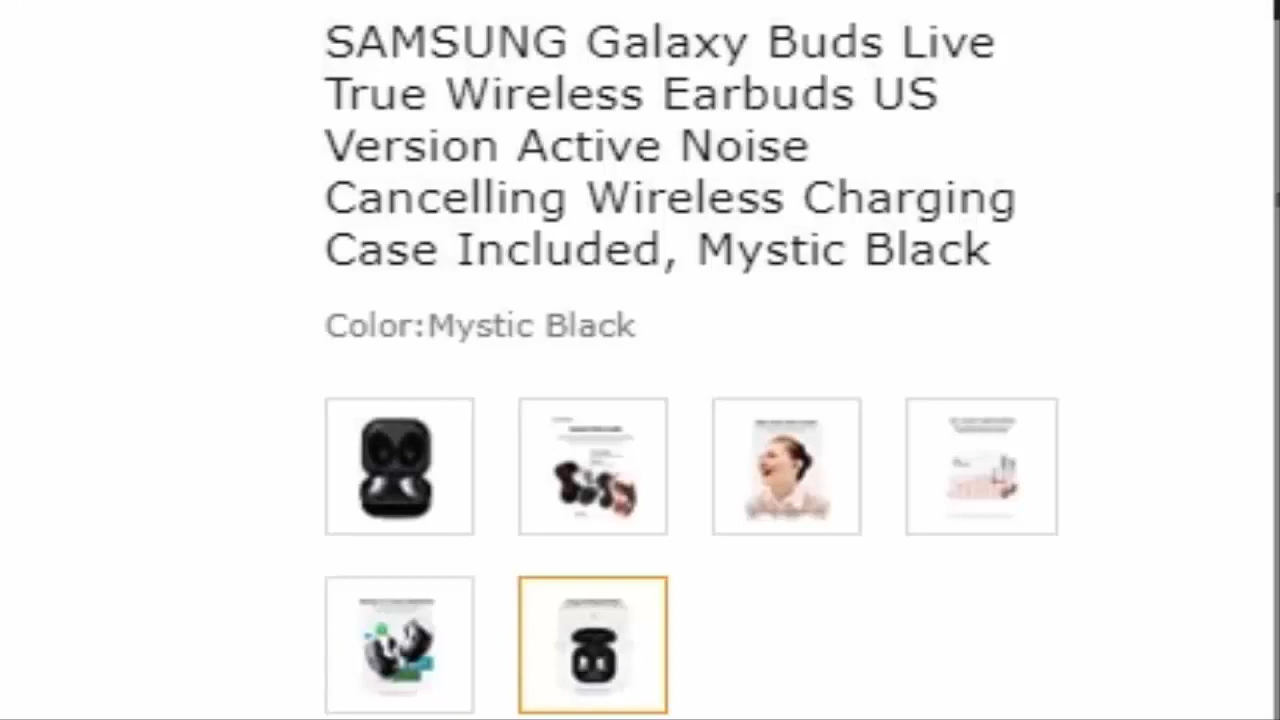 SAMSUNG Galaxy Buds Live
True Wireless Earbuds US
Version Active Noise
Cancelling Wireless Charging
Case Included, Mystic Black
Color:Mystic Black